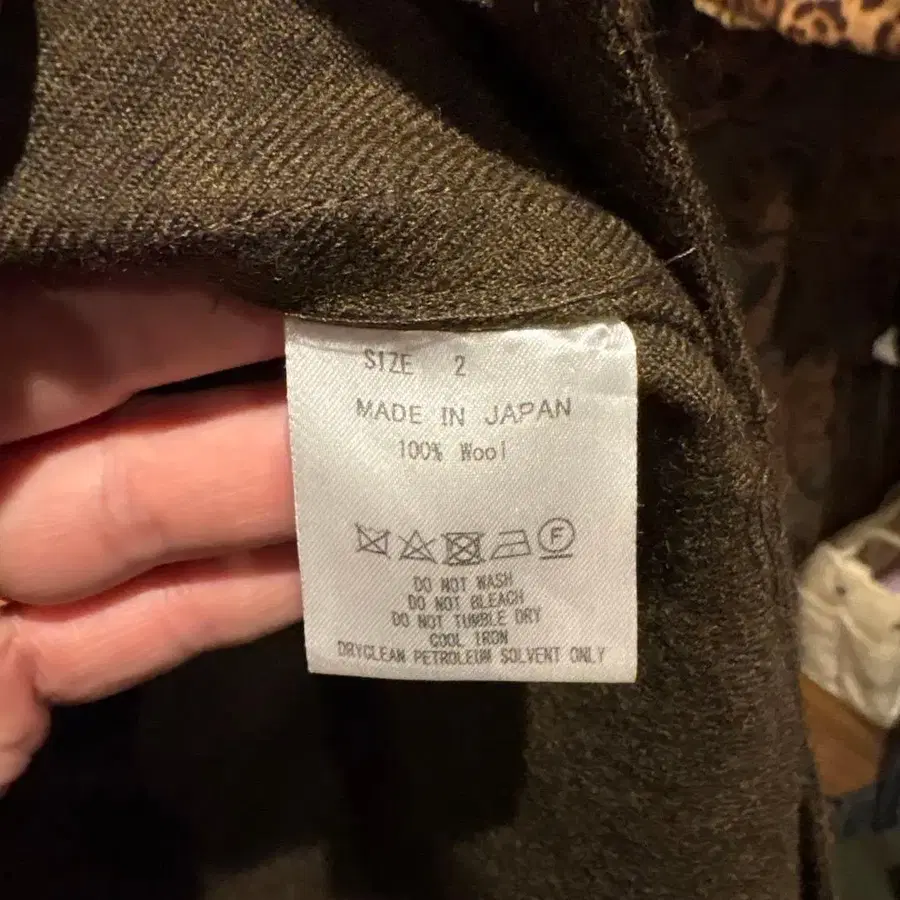 SIZE 2
MADE IN JAPAN
100% Wool
F
DO NOT WASH
DO NOT BLEACH
DO NOT TUMBLE DRY
COOL IRON
DRYCLEAN PETROLEUM SOLVENT ONLY